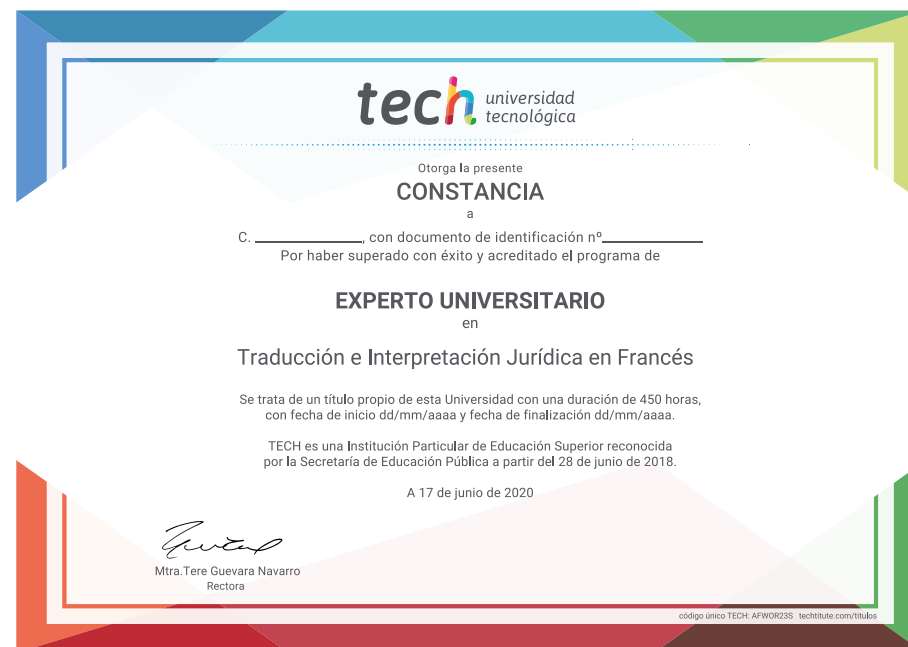 tech universidad
tecnológica
Otorga la presente
CONSTANCIA
a
C. ______________, con documento de identificación nº_____________
Por haber superado con éxito y acreditado el programa de
EXPERTO UNIVERSITARIO
en
Traducción e Interpretación Jurídica en Francés
Se trata de un título propio de esta Universidad con una duración de 450 horas,
con fecha de inicio dd/mm/aaaa y fecha de finalización dd/mm/aaaa.
TECH es una Institución Particular de Educación Superior reconocida
por la Secretaría de Educación Pública a partir del 28 de junio de 2018.
A 17 de junio de 2020
Mtra.Tere Guevara Navarro
Rectora
código único TECH: AFWOR23S techtitute.com/titulos